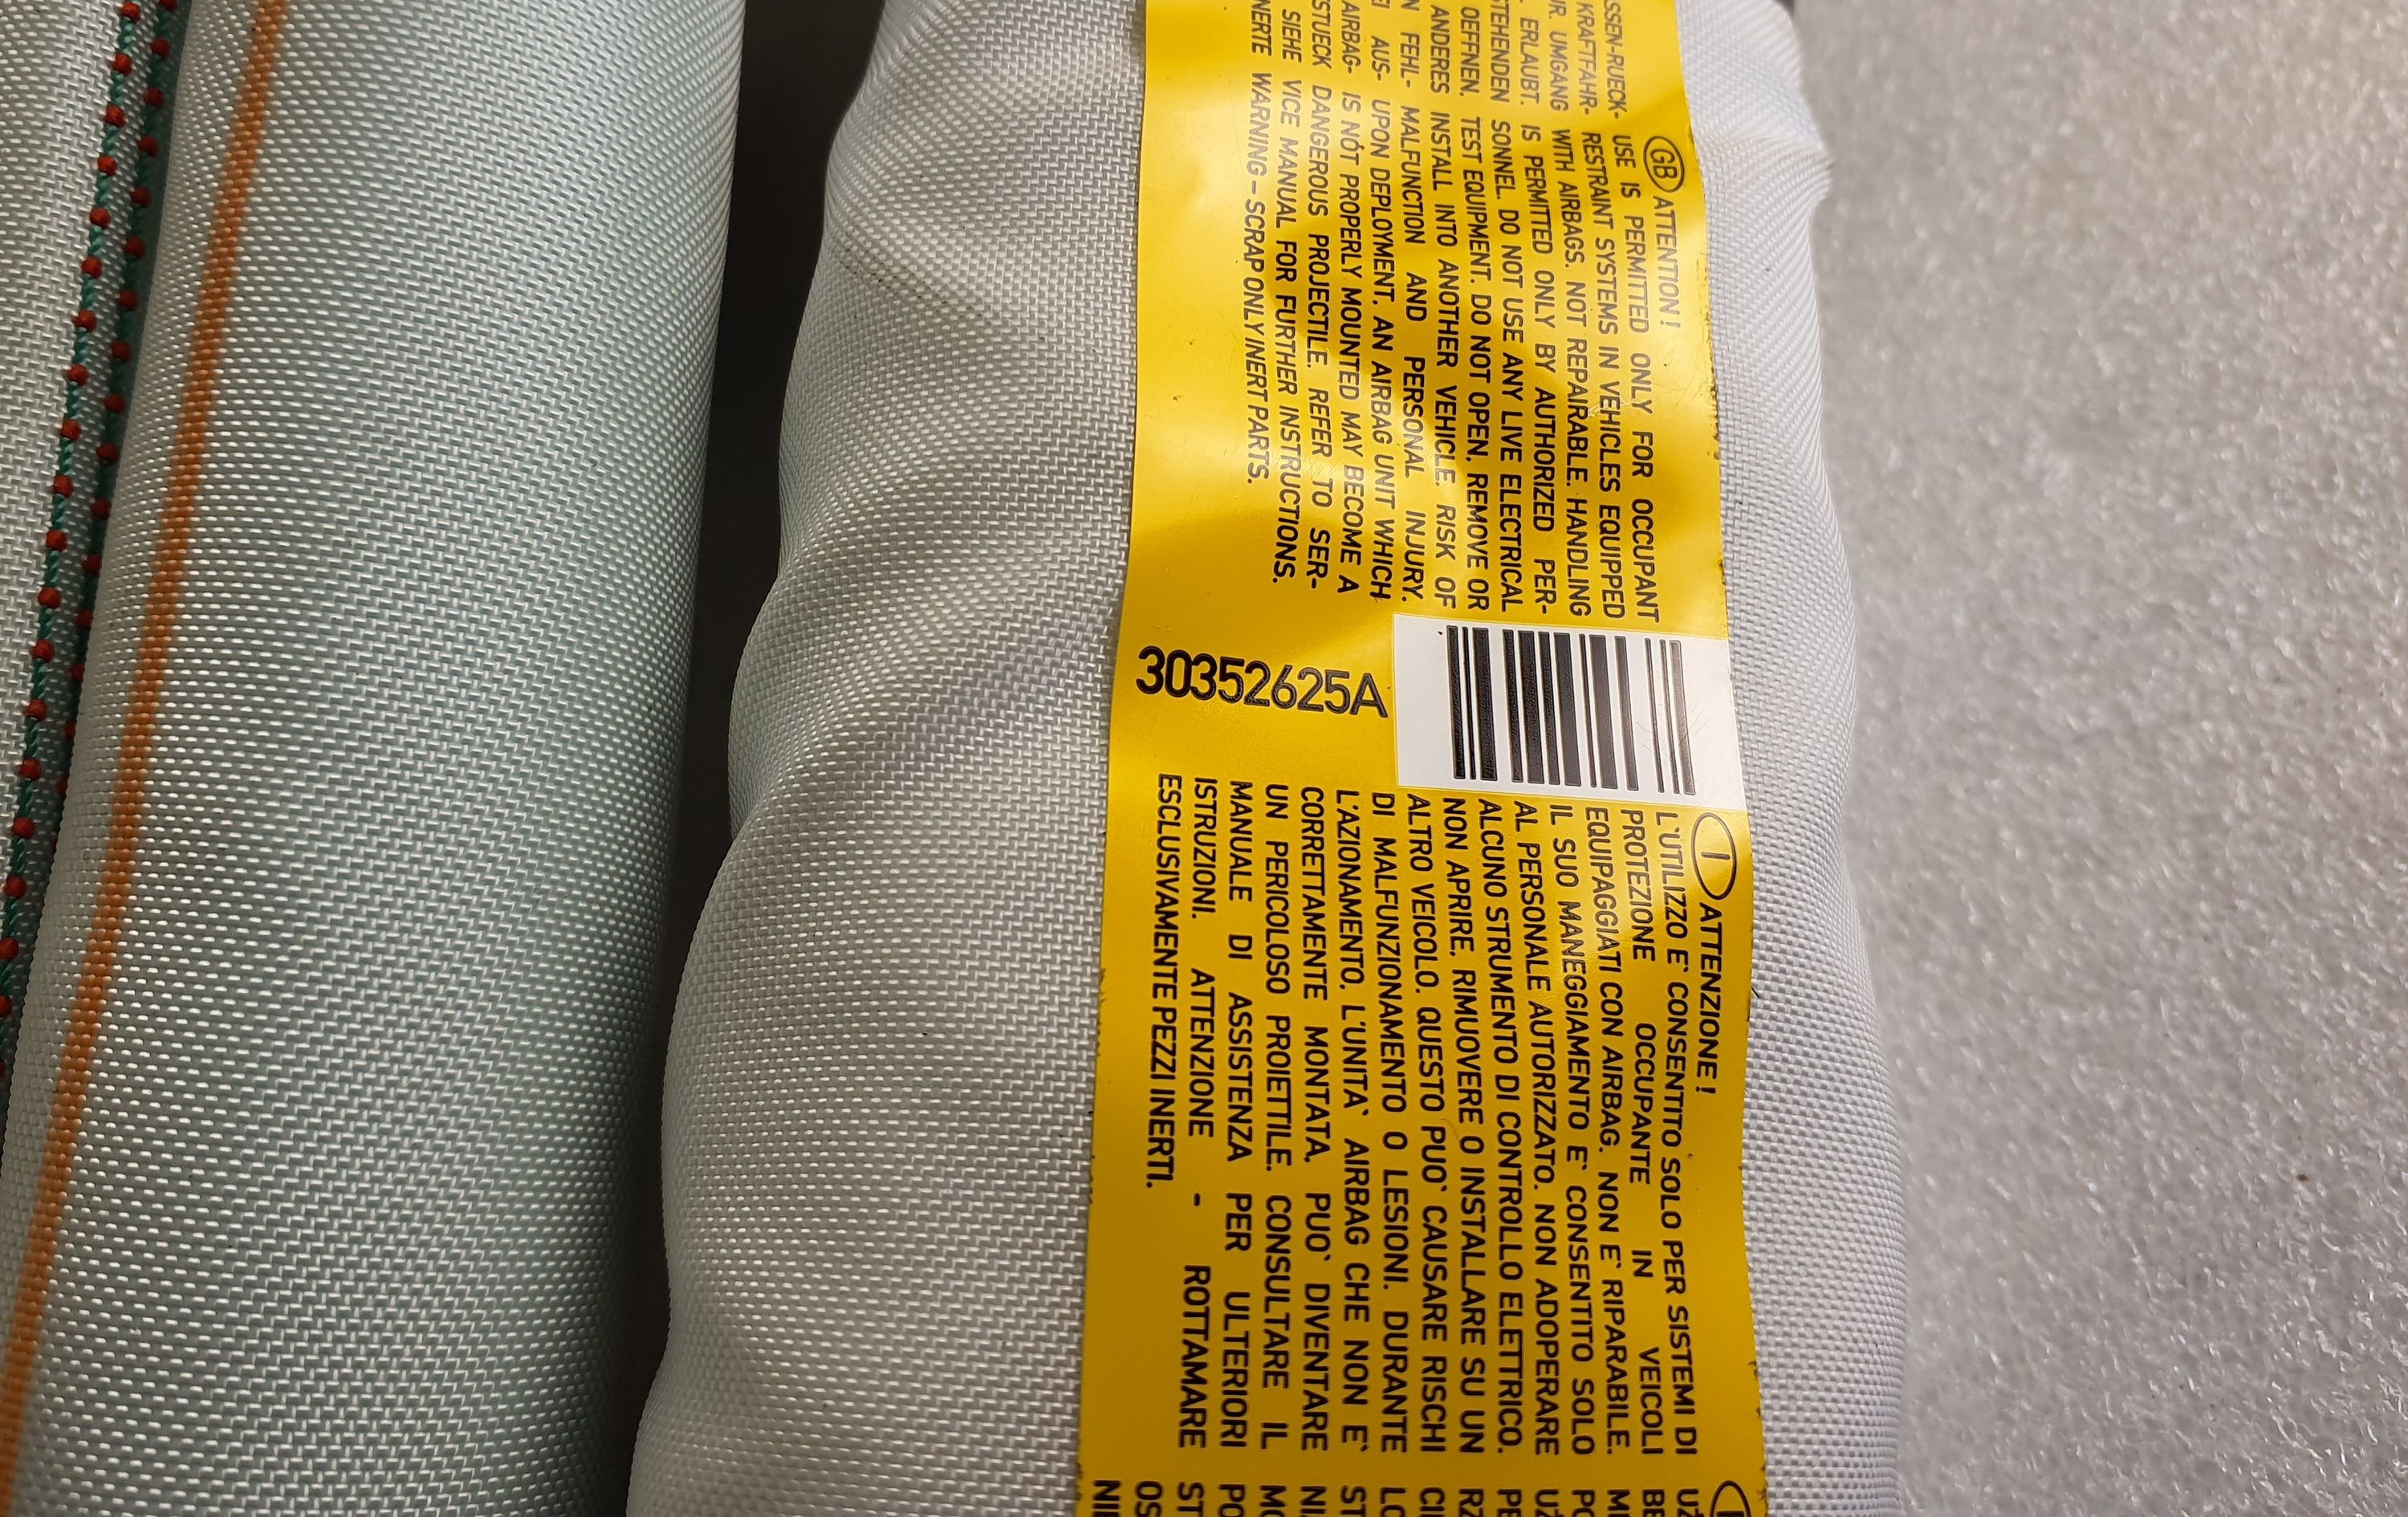 SSEN-RUECK-
KRAFTFAHR-
UR. UMGANG
ERLAUBT.
STEHENDEN
OEFFNEN,
ANDERES
N FEHL-
EI AUS-
AIRBAG-
STUECK
SIEHE
NERTE
GB ATTENTION!
USE IS PERMITTED ONLY FOR OCCUPANT
RESTRAINT SYSTEMS IN VEHICLES EQUIPPED
WITH AIRBAGS. NOT REPAIRABLE. HANDLING
IS PERMITTED ONLY BY AUTHORIZED PER-
SONNEL. DO NOT USE ANY LIVE ELECTRICAL
TEST EQUIPMENT. DO NOT OPEN, REMOVE OR
INSTALL INTO ANOTHER VEHICLE. RISK OF
MALFUNCTION AND PERSONAL INJURY.
UPON DEPLOYMENT, AN AIRBAG UNIT WHICH
IS NOT PROPERLY MOUNTED MAY BECOME A
DANGEROUS PROJECTILE. REFER TO SER-
VICE MANUAL FOR FURTHER INSTRUCTIONS.
WARNING – SCRAP ONLY INERT PARTS.
30352625A
I ATTENZIONE!
L'UTILIZZO E` CONSENTITO SOLO PER SISTEMI DI
PROTEZIONE OCCUPANTE IN VEICOLI
EQUIPAGGIATI CON AIRBAG. NON E` RIPARABILE.
IL SUO MANEGGIAMENTO E` CONSENTITO SOLO
AL PERSONALE AUTORIZZATO. NON ADOPERARE
ALCUNO STRUMENTO DI CONTROLLO ELETTRICO.
NON APRIRE, RIMUOVERE O INSTALLARE SU UN
ALTRO VEICOLO. QUESTO PUO` CAUSARE RISCHI
DI MALFUNZIONAMENTO O LESIONI. DURANTE
L'AZIONAMENTO, L'UNITA` AIRBAG CHE NON E`
CORRETTAMENTE MONTATA, PUO` DIVENTARE
UN PERICOLOSO PROIETTILE. CONSULTARE IL
MANUALE DI ASSISTENZA PER ULTERIORI
ISTRUZIONI. ATTENZIONE - ROTTAMARE
ESCLUSIVAMENTE PEZZI INERTI.